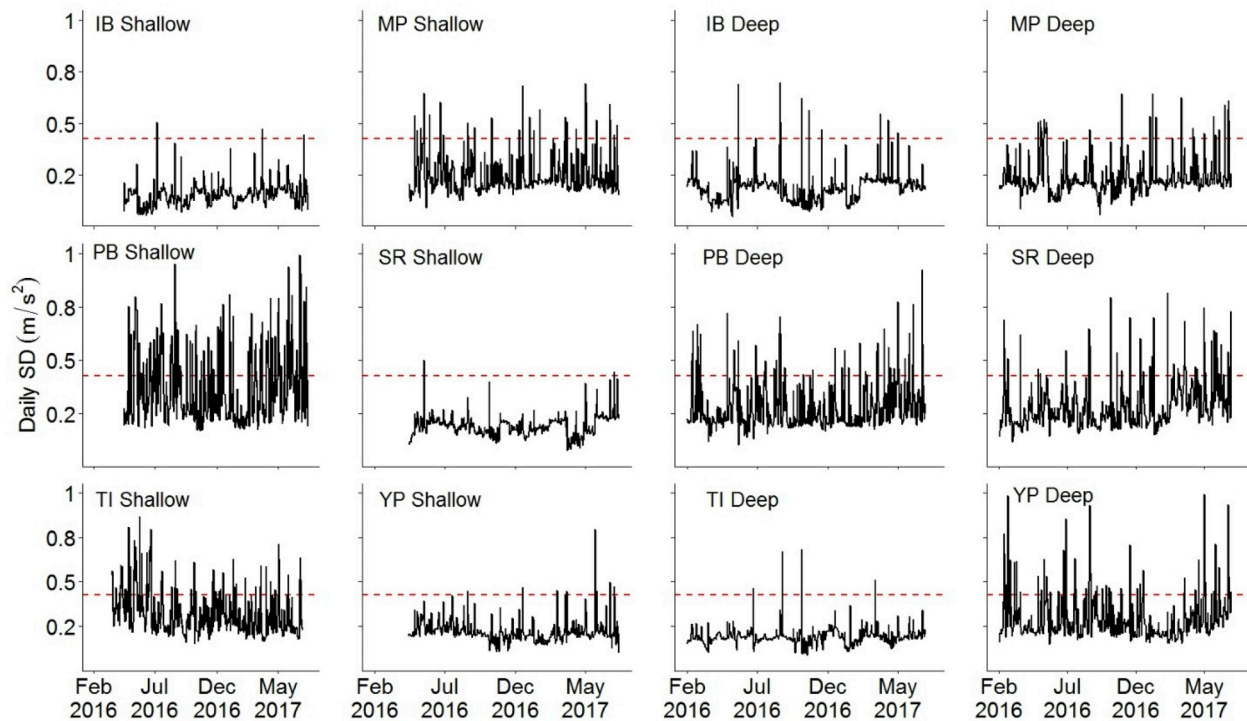 IB Shallow MP Shallow IB Deep MP Deep
1
0.8
0.5
0.2
PB Shallow SR Shallow PB Deep SR Deep
1
0.8
0.5
0.2
Daily SD (m/s²)
TI Shallow YP Shallow TI Deep YP Deep
1
0.8
0.5
0.2
Feb Jul Dec May Feb Jul Dec May Feb Jul Dec May Feb Jul Dec May
2016 2016 2016 2017 2016 2016 2016 2017 2016 2016 2016 2017 2016 2016 2016 2017